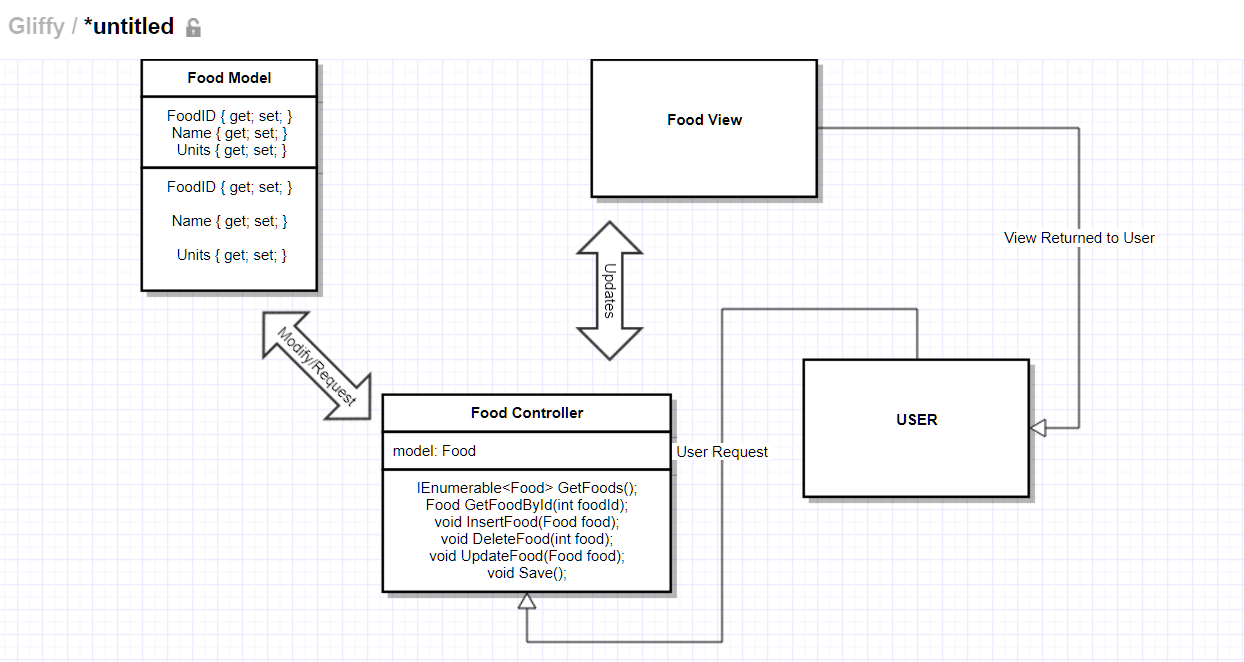 Gliffy / *untitled
Food Model
FoodID { get; set; }
Name { get; set; }
Units { get; set; }
FoodID { get; set; }
Name { get; set; }
Units { get; set; }
Food View
View Returned to User
Updates
Modify/Request
USER
Food Controller
model: Food
User Request
IEnumerable<Food> GetFoods();
Food GetFoodById(int foodId);
void InsertFood(Food food);
void DeleteFood(int food);
void UpdateFood(Food food);
void Save();